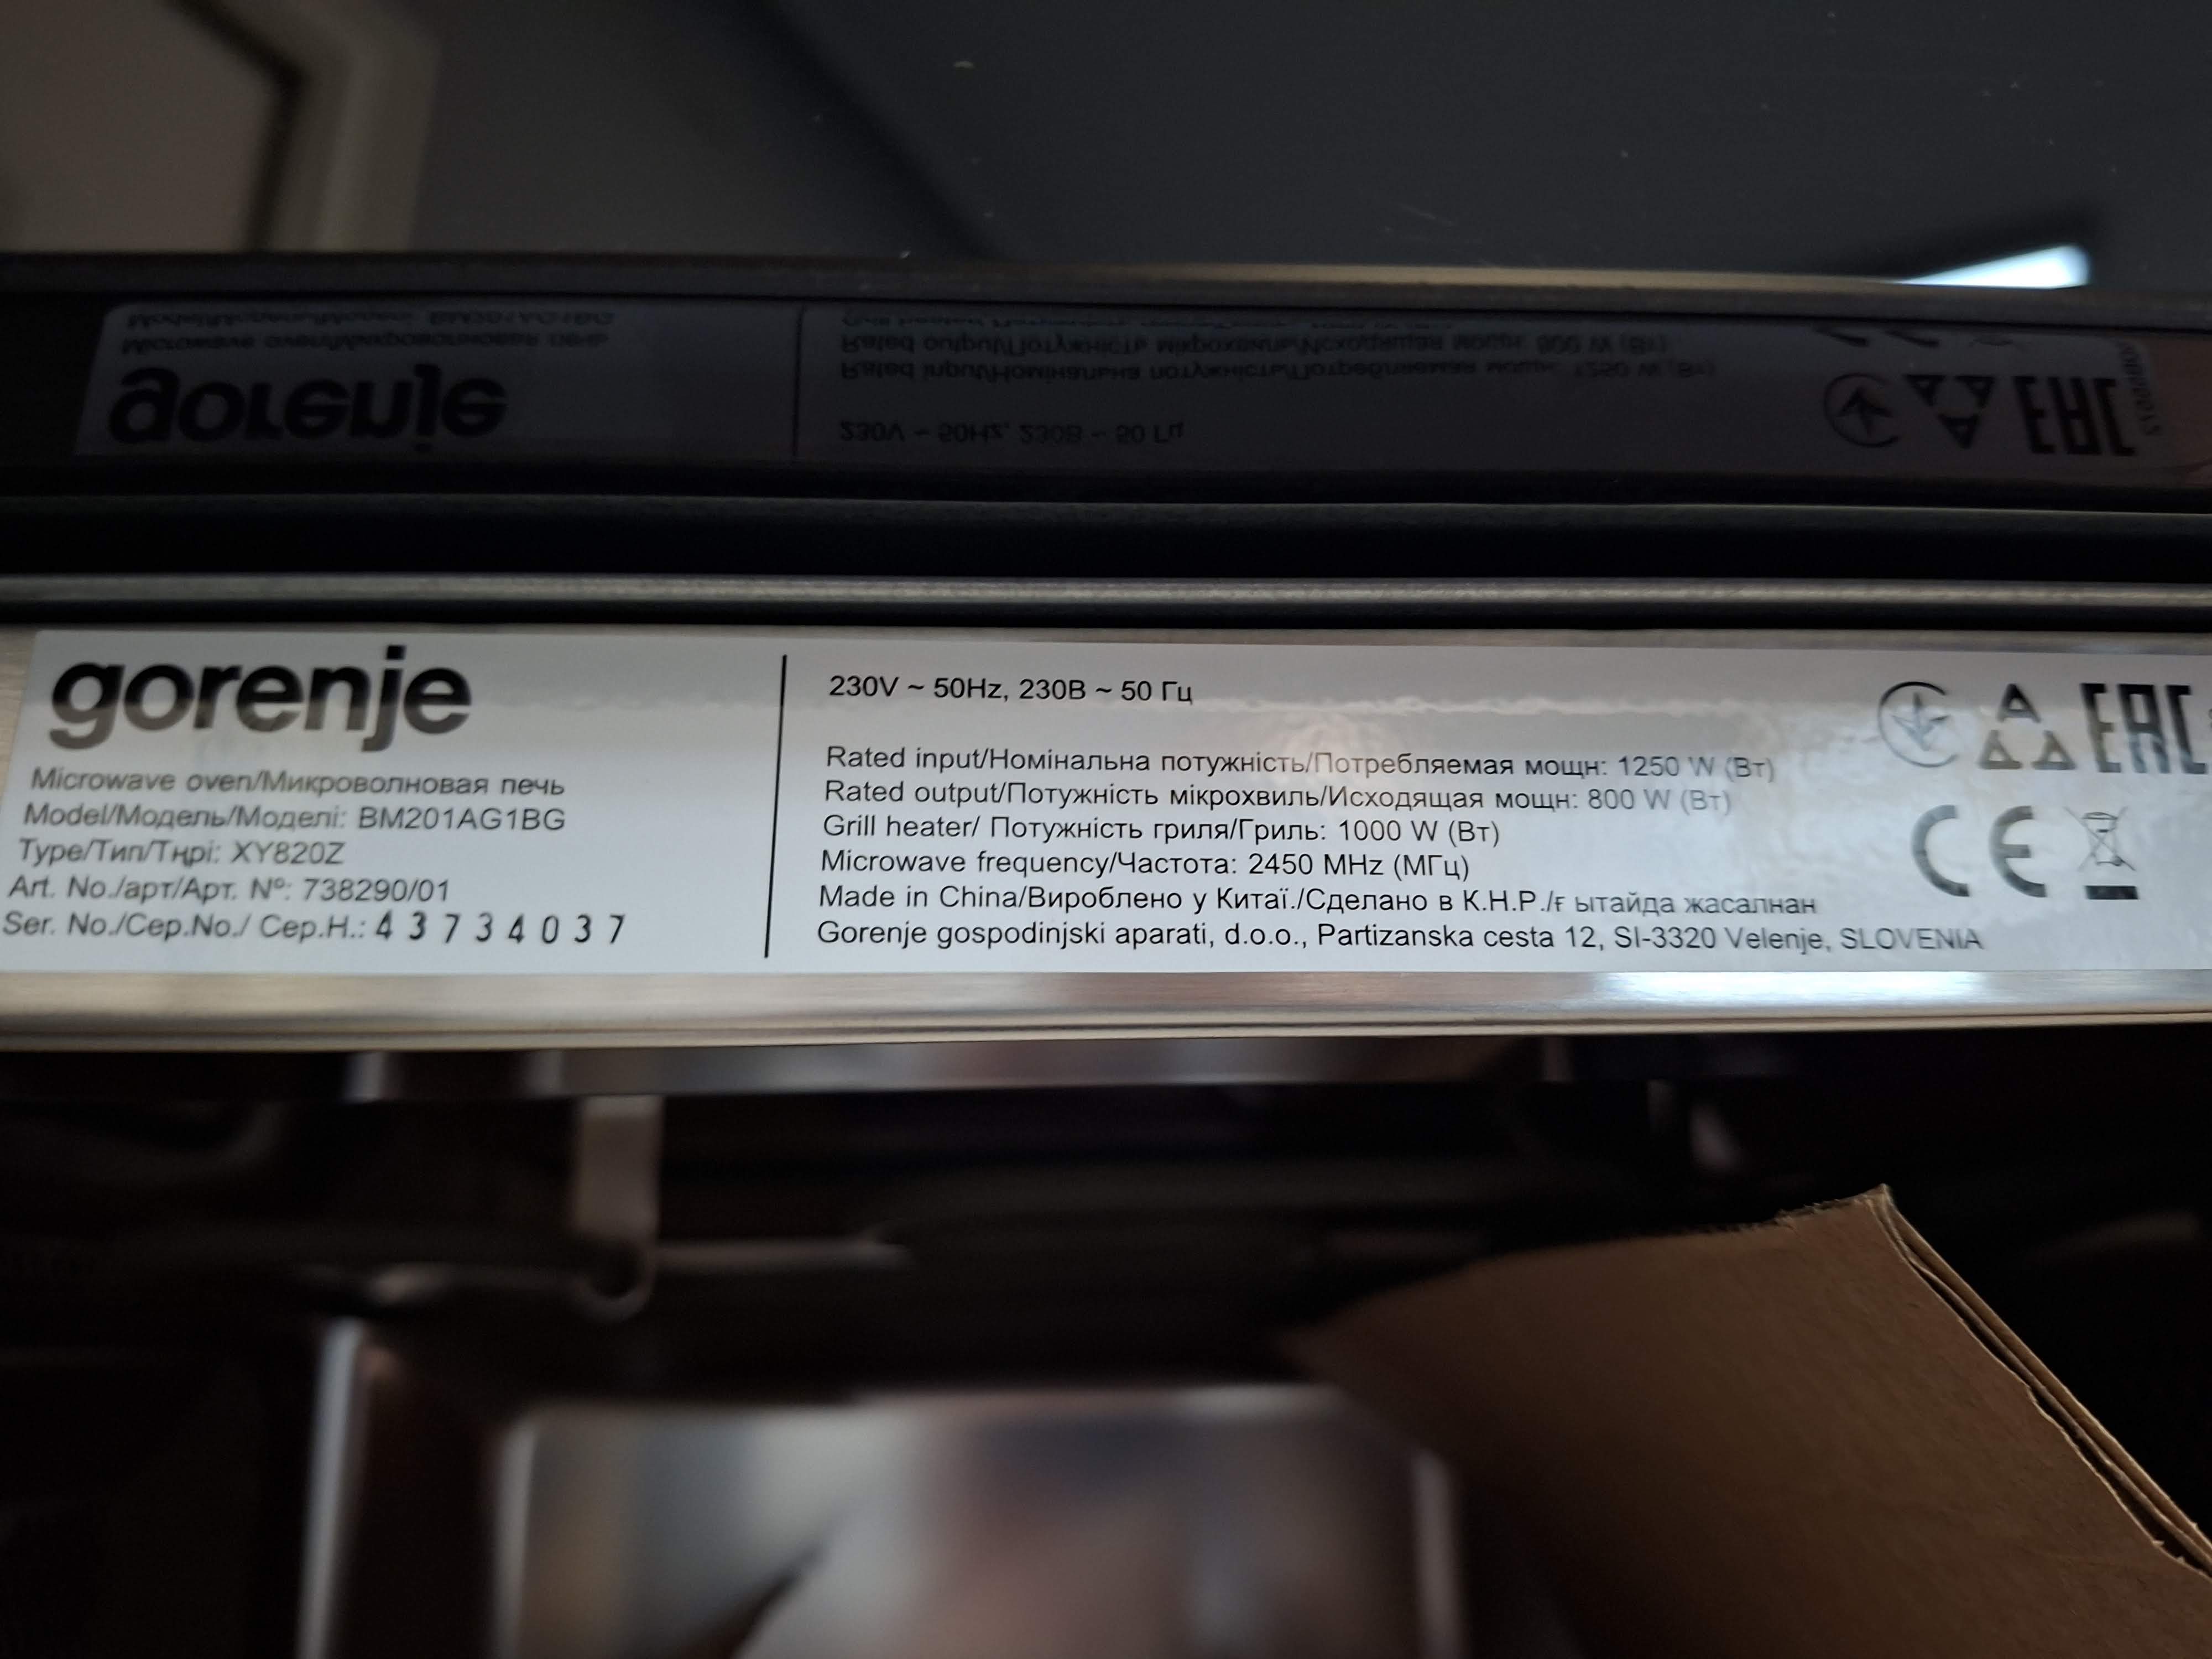 gorenje
Microwave oven/Микроволновая печь
Model/Модель/Моделі: BM201AG1BG
Type/Тип/Тңрі: XY820Z
Art. No./арт/Арт. Nº: 738290/01
Ser. No./Сер.No./ Сер.Н.: 43734037
230V ~ 50Hz, 230В ~ 50 Гц
Rated input/Номінальна потужність/Потребляемая мощн: 1250 W (Вт)
Rated output/Потужність мікрохвиль/Исходящая мощн: 800 W (Вт)
Grill heater/ Потужність гриля/Гриль: 1000 W (Вт)
Microwave frequency/Частота: 2450 MHz (МГц)
Made in China/Вироблено у Китаї./Сделано в К.Н.Р./ғ ытайда жасалнан
Gorenje gospodinjski aparati, d.o.o., Partizanska cesta 12, SI-3320 Velenje, SLOVENIA
EAC
CE